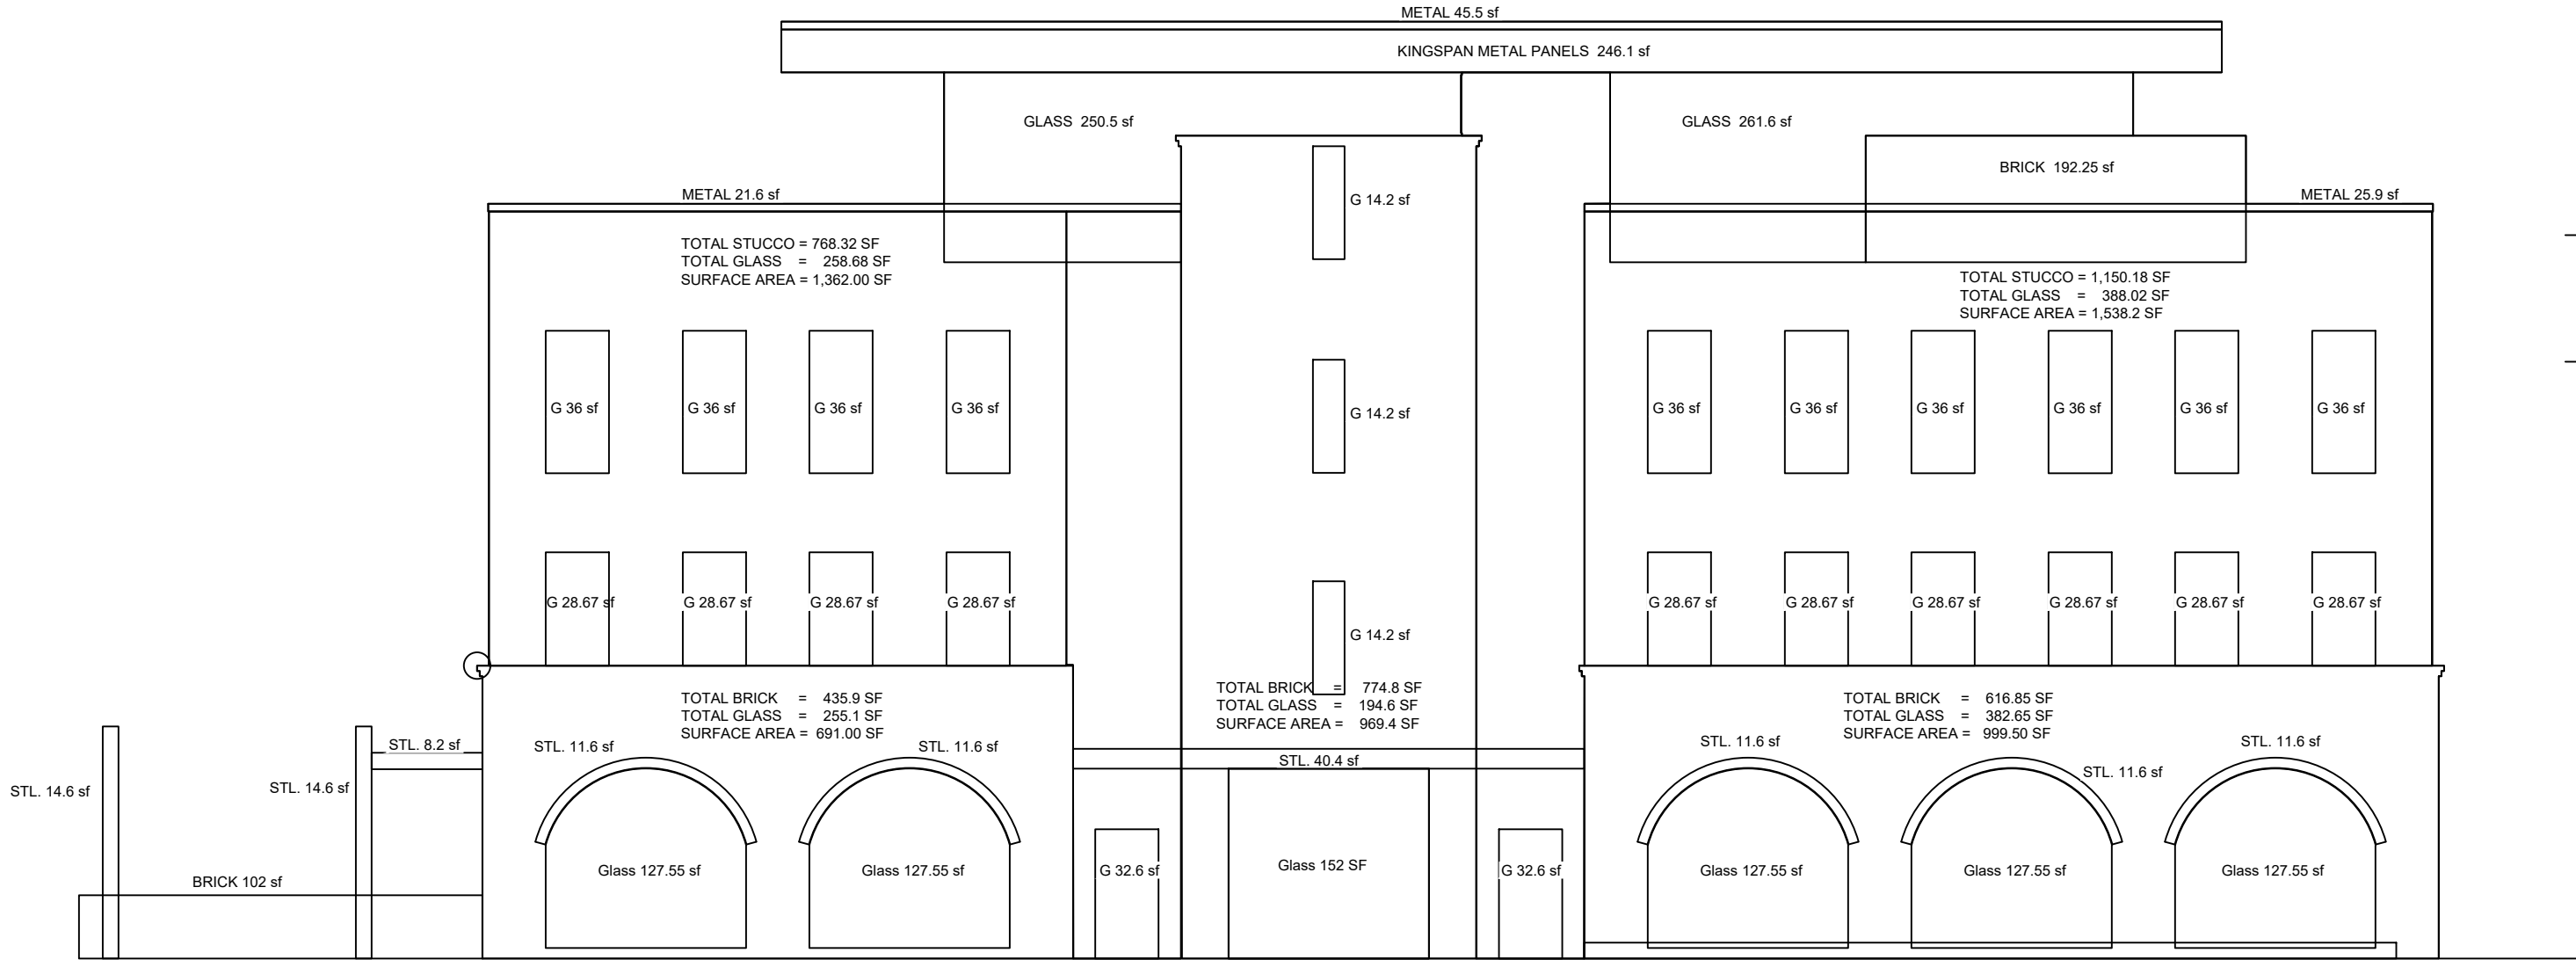 METAL 45.5 sf
KINGSPAN METAL PANELS 246.1 sf
GLASS 250.5 sf
GLASS 261.6 sf
BRICK 192.25 sf
METAL 21.6 sf
G 14.2 sf
METAL 25.9 sf
TOTAL STUCCO = 768.32 SF
TOTAL GLASS = 258.68 SF
SURFACE AREA = 1,362.00 SF
TOTAL STUCCO = 1,150.18 SF
TOTAL GLASS = 388.02 SF
SURFACE AREA = 1,538.2 SF
G 36 sf
G 36 sf
G 36 sf
G 36 sf
G 14.2 sf
G 36 sf
G 36 sf
G 36 sf
G 36 sf
G 36 sf
G 36 sf
G 28.67 sf
G 28.67 sf
G 28.67 sf
G 28.67 sf
G 14.2 sf
G 28.67 sf
G 28.67 sf
G 28.67 sf
G 28.67 sf
G 28.67 sf
G 28.67 sf
TOTAL BRICK = 435.9 SF
TOTAL GLASS = 255.1 SF
SURFACE AREA = 691.00 SF
TOTAL BRICK = 774.8 SF
TOTAL GLASS = 194.6 SF
SURFACE AREA = 969.4 SF
TOTAL BRICK = 616.85 SF
TOTAL GLASS = 382.65 SF
SURFACE AREA = 999.50 SF
STL. 8.2 sf
STL. 11.6 sf
STL. 11.6 sf
STL. 40.4 sf
STL. 11.6 sf
STL. 11.6 sf
STL. 11.6 sf
STL. 14.6 sf
STL. 14.6 sf
BRICK 102 sf
Glass 127.55 sf
Glass 127.55 sf
G 32.6 sf
Glass 152 SF
G 32.6 sf
Glass 127.55 sf
Glass 127.55 sf
Glass 127.55 sf